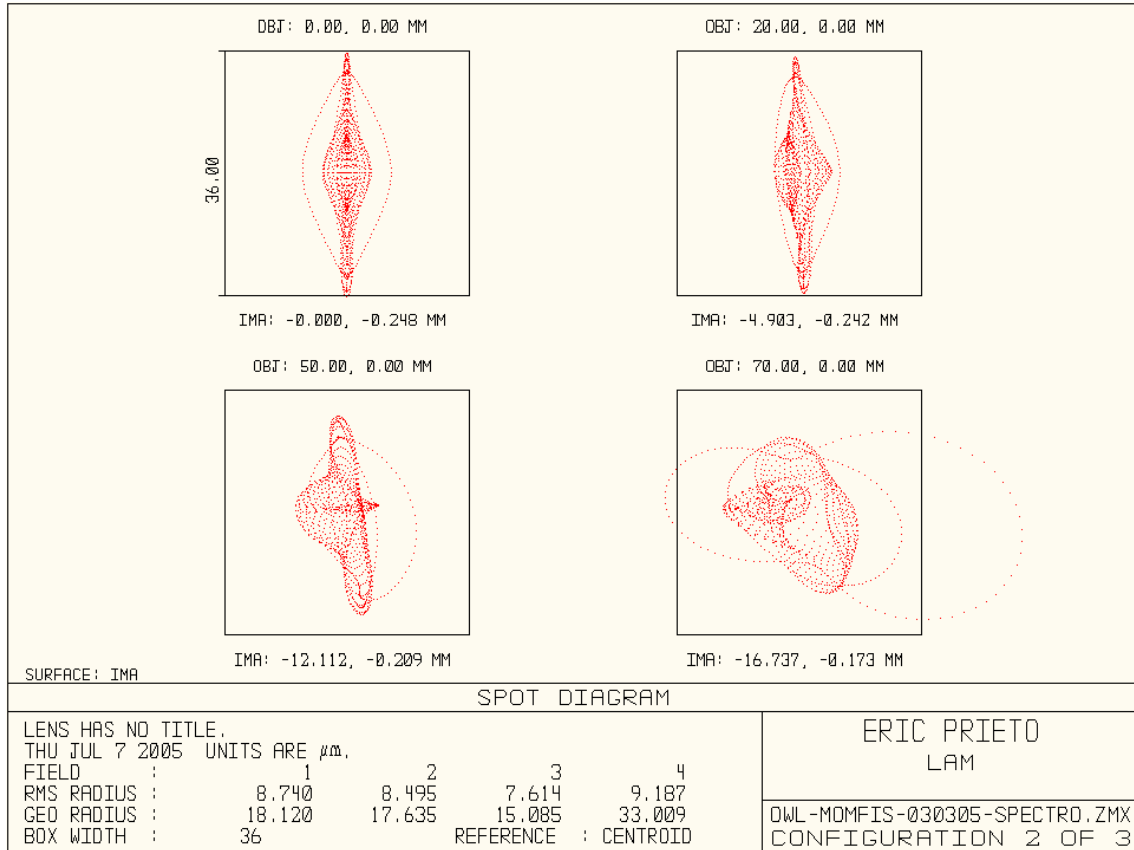 OBJ: 0.00, 0.00 MM
OBJ: 20.00, 0.00 MM
36.00
IMA: -0.000, -0.248 MM
IMA: -4.903, -0.242 MM
OBJ: 50.00, 0.00 MM
OBJ: 70.00, 0.00 MM
IMA: -12.112, -0.209 MM
IMA: -16.737, -0.173 MM
SURFACE: IMA
SPOT DIAGRAM
LENS HAS NO TITLE.
THU JUL 7 2005 UNITS ARE µm.
FIELD : 1 2 3 4
RMS RADIUS : 8.740 8.495 7.614 9.187
GEO RADIUS : 18.120 17.635 15.085 33.009
BOX WIDTH : 36 REFERENCE : CENTROID
ERIC PRIETO
LAM
OWL-MOMFIS-030305-SPECTRO.ZMX
CONFIGURATION 2 OF 3